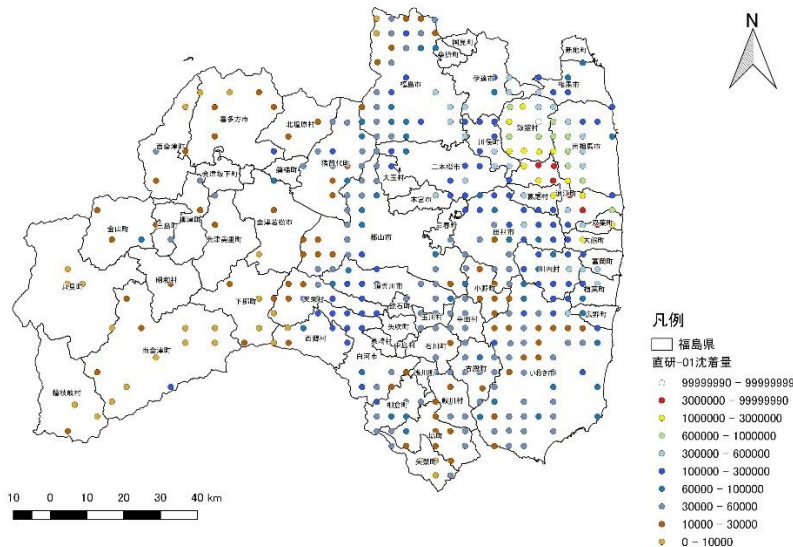 N
国見町
桑折町
新地町
伊達市
相馬市
福島市
飯舘村
喜多方市
北塩原村
川俣町
南相馬市
西会津町
猪苗代町
二本松市
会津坂下町
磐梯町
大玉村
葛尾村
浪江町
本宮市
三春町
双葉町
金山町
三島町
柳津町
会津若松市
会津美里町
郡山市
田村市
大熊町
富岡町
川内村
昭和村
只見町
楢葉町
下郷町
天栄村
須賀川市
小野町
広野町
鏡石町
玉川村
平田村
南会津町
西郷村
矢吹町
泉崎村
中島村
石川町
白河市
浅川町
古殿町
いわき市
檜枝岐村
棚倉町
鮫川村
塙町
矢祭町
凡例
福島県
直研-01沈着量
99999990 - 99999999
3000000 - 99999990
1000000 - 3000000
600000 - 1000000
300000 - 600000
100000 - 300000
60000 - 100000
30000 - 60000
10000 - 30000
0 - 10000
10 0 10 20 30 40 km